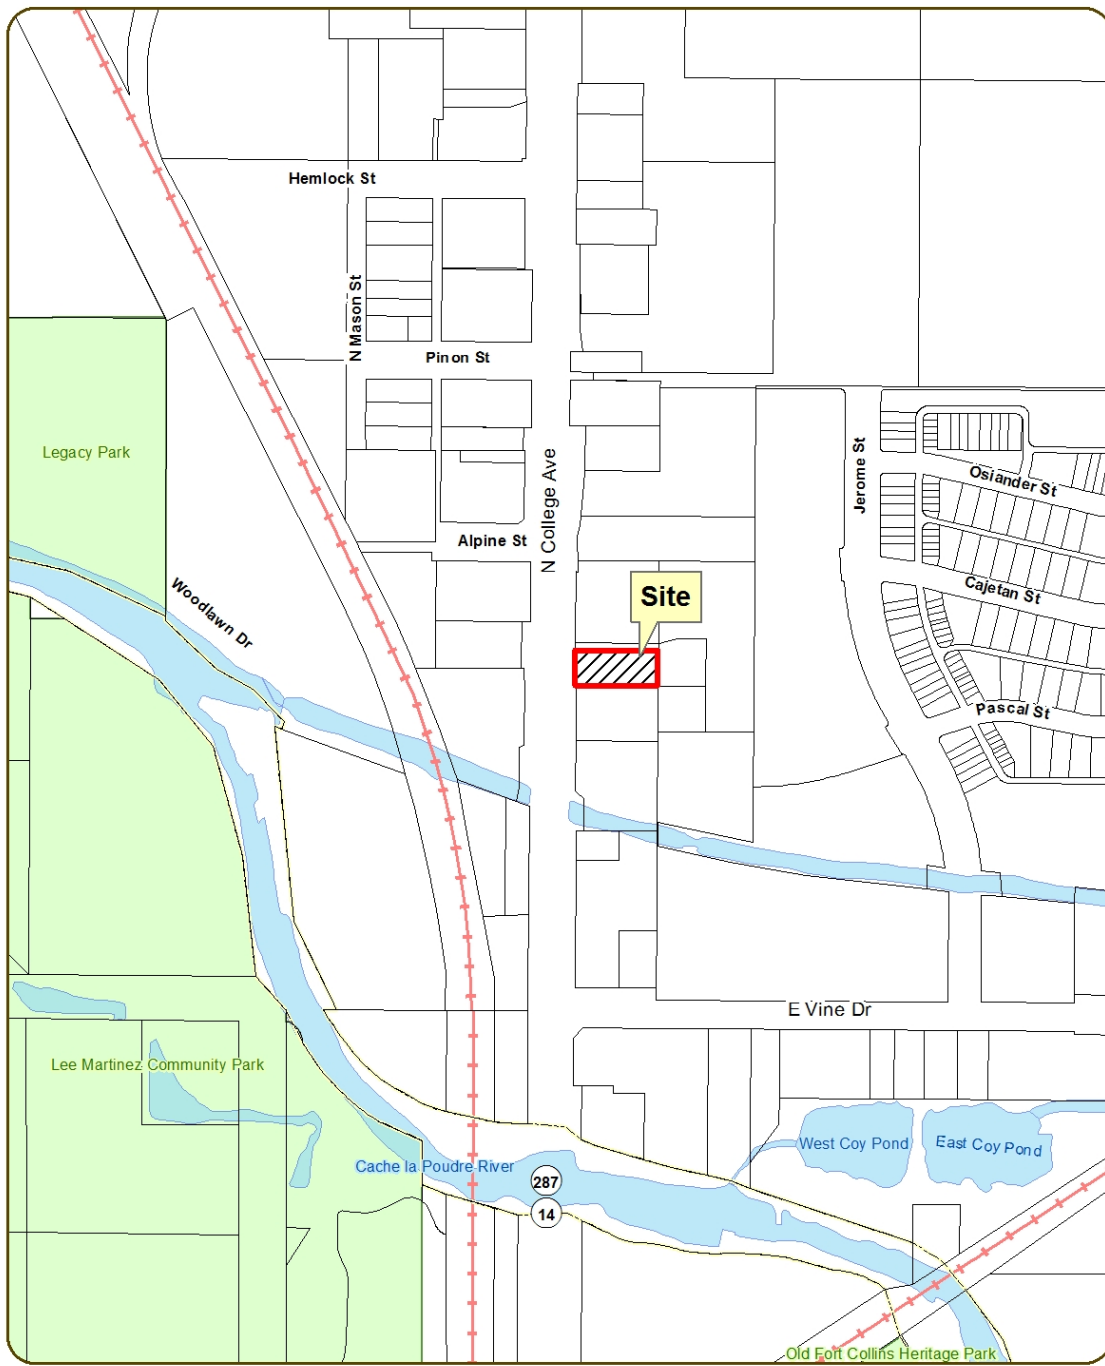 Hemlock St
N Mason St
Pinon St
Legacy Park
N College Ave
Jerome St
Osiander St
Alpine St
Woodlawn Dr
Site
Cajetan St
Pascal St
E Vine Dr
Lee Martinez Community Park
West Coy Pond
East Coy Pond
Cache la Poudre River
287
14
Old Fort Collins Heritage Park